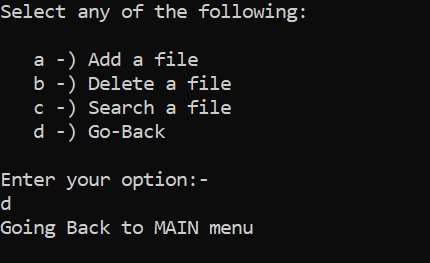 Select any of the following:
a -) Add a file
b -) Delete a file
c -) Search a file
d -) Go-Back
Enter your option:-
d
Going Back to MAIN menu